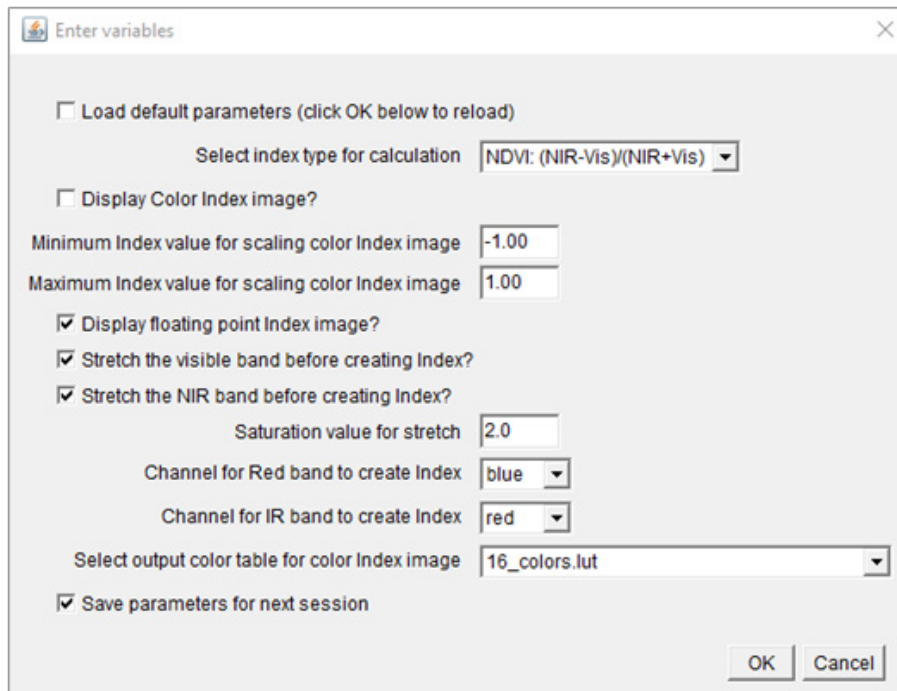 Enter variables
Load default parameters (click OK below to reload)
Select index type for calculation NDVI: (NIR-Vis)/(NIR+Vis)
Display Color Index image?
Minimum Index value for scaling color Index image -1.00
Maximum Index value for scaling color Index image 1.00
Display floating point Index image?
Stretch the visible band before creating Index?
Stretch the NIR band before creating Index?
Saturation value for stretch 2.0
Channel for Red band to create Index blue
Channel for IR band to create Index red
Select output color table for color Index image 16_colors.lut
Save parameters for next session
OK Cancel